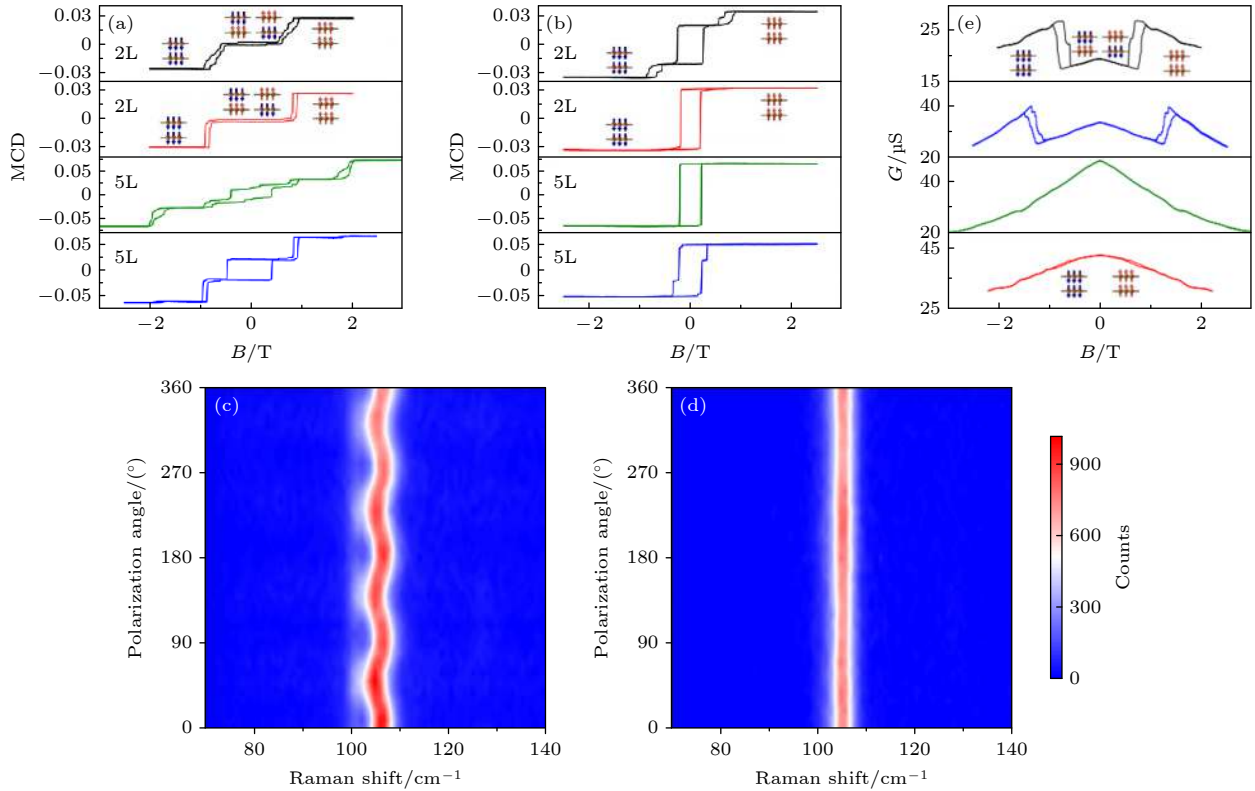 (a)
0.03
0
−0.03
2L
0.03
0
−0.03
2L
0.05
0
−0.05
5L
0.05
0
−0.05
5L
MCD
−2 0 2
B/T
(b)
0.03
0
−0.03
2L
0.03
0
−0.03
2L
0.05
0
−0.05
5L
0.05
0
−0.05
5L
MCD
−2 0 2
B/T
(e)
25
15
40
20
40
20
45
25
G/µS
−2 0 2
B/T
(c)
360
270
180
90
0
Polarization angle/(°)
80 100 120 140
Raman shift/cm⁻¹
(d)
360
270
180
90
0
Polarization angle/(°)
80 100 120 140
Raman shift/cm⁻¹
900
600
300
0
Counts